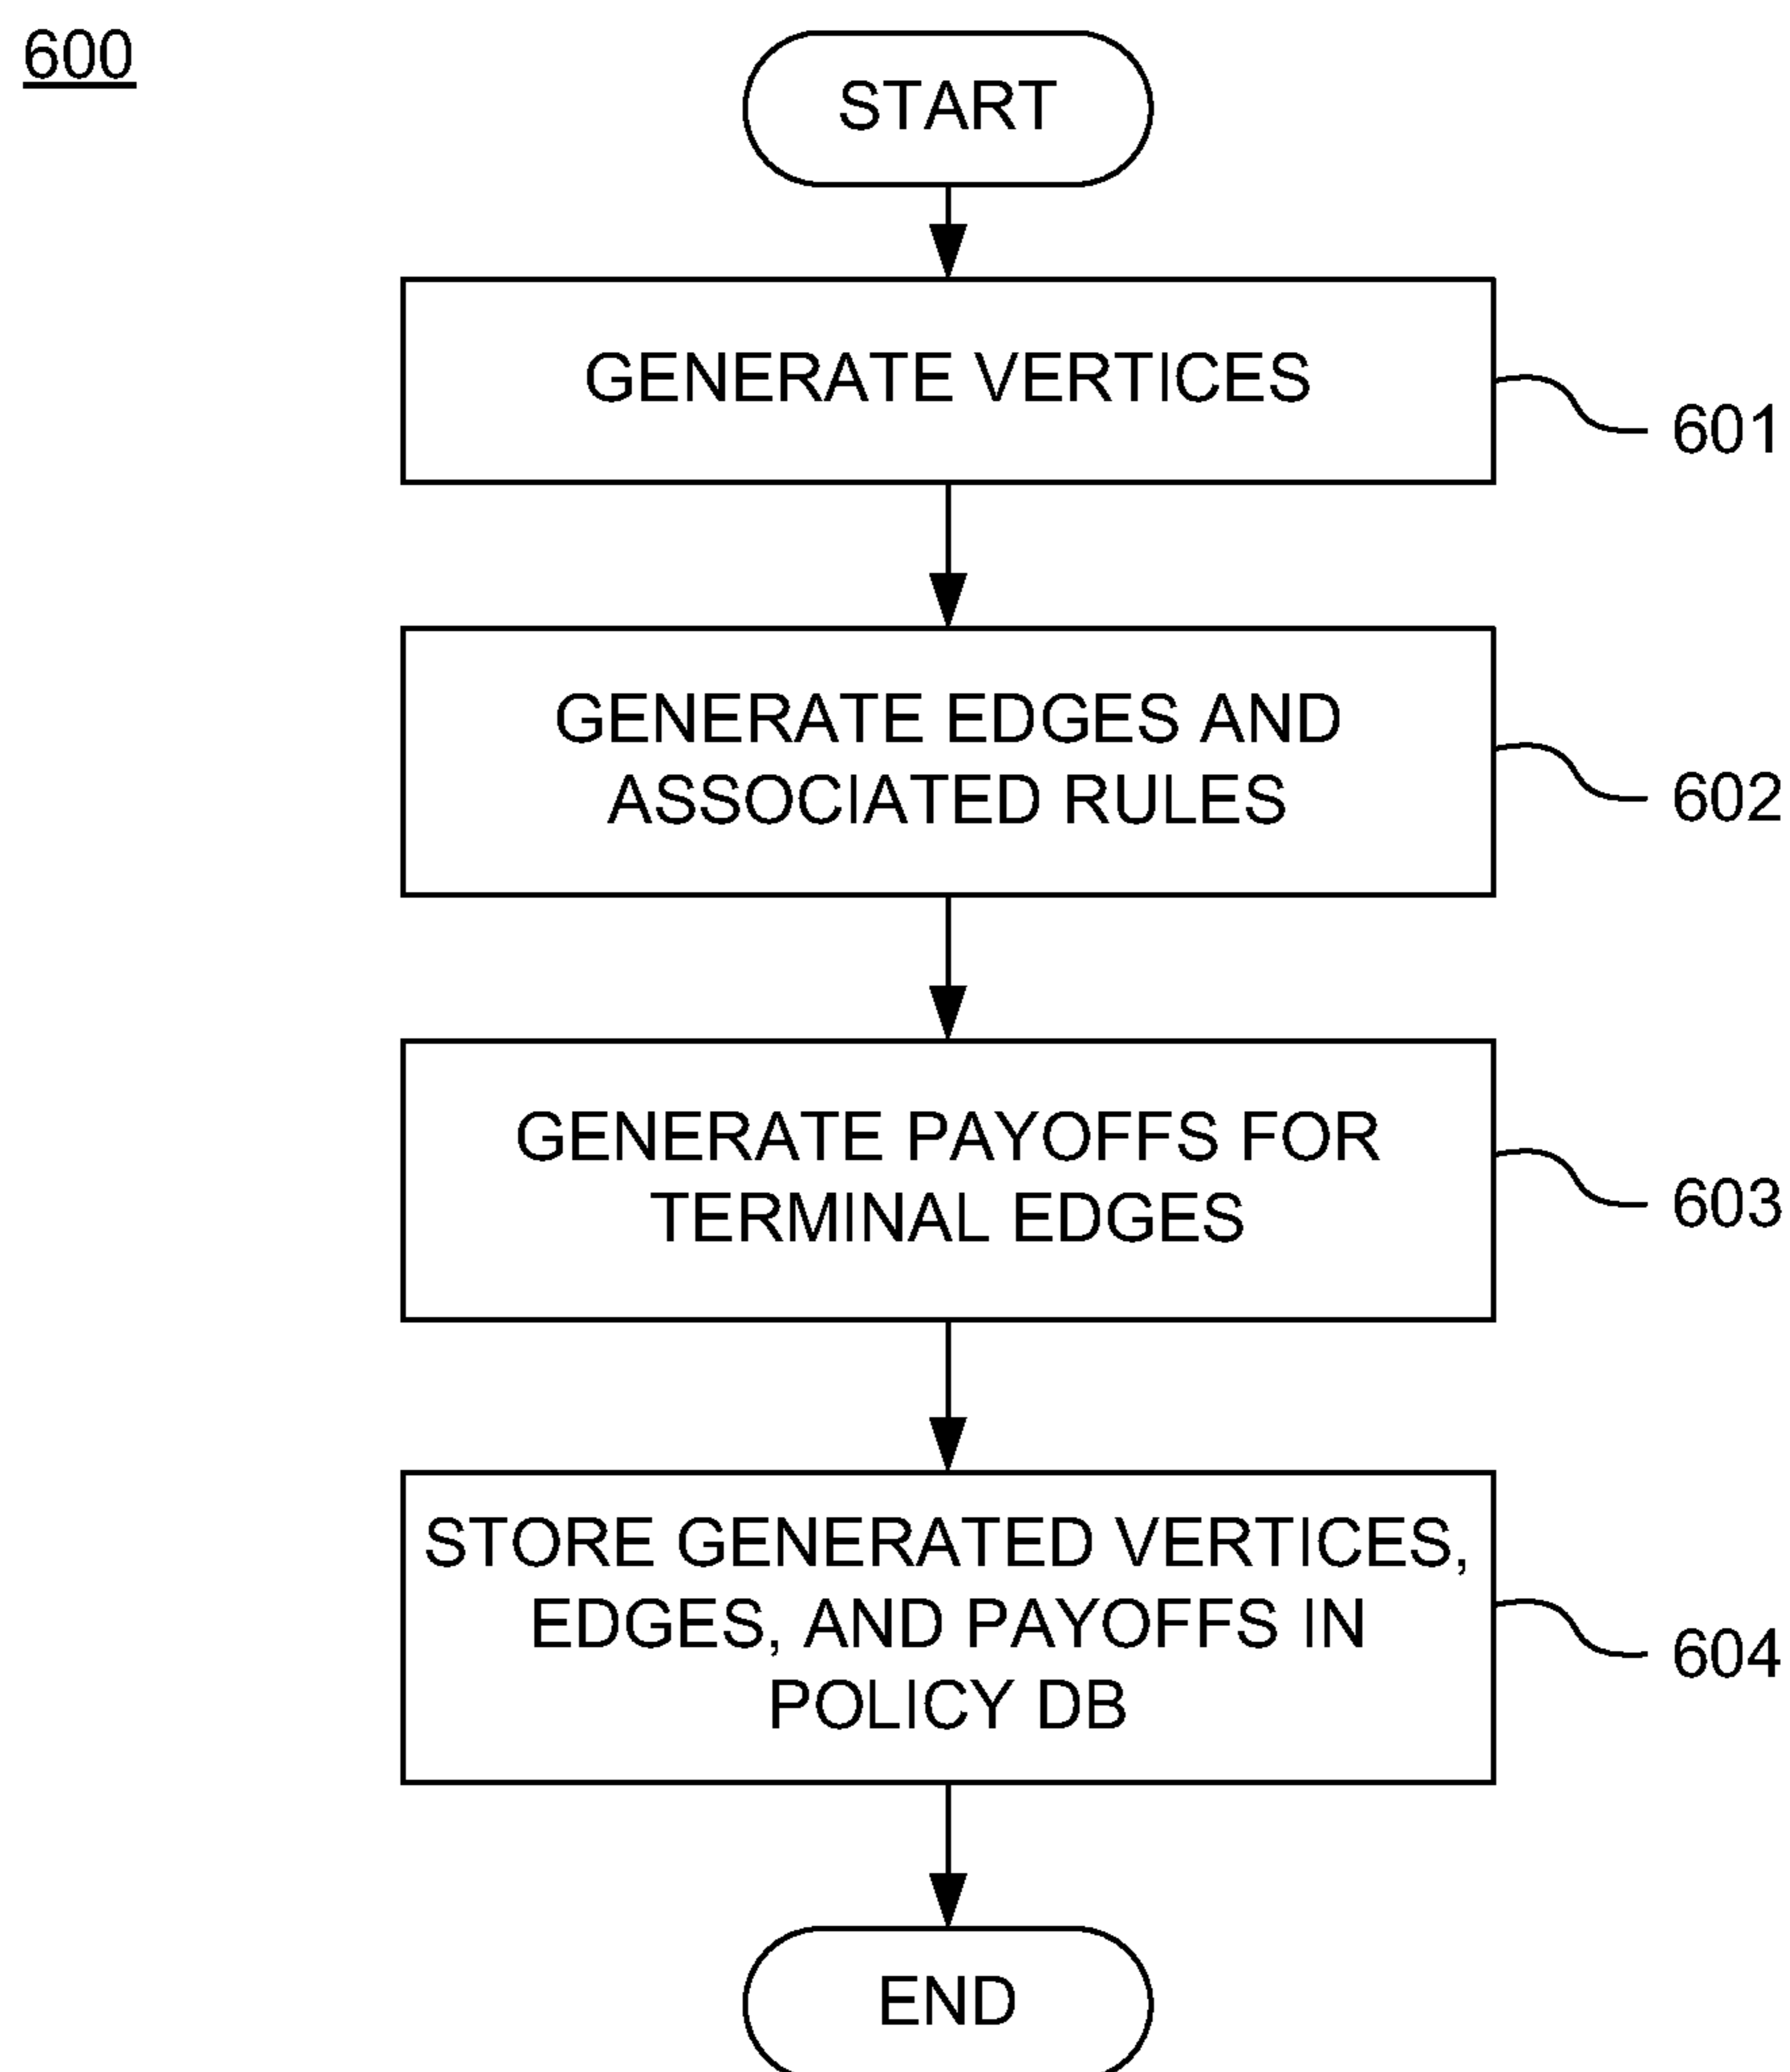 600
START
GENERATE VERTICES
601
GENERATE EDGES AND
ASSOCIATED RULES
602
GENERATE PAYOFFS FOR
TERMINAL EDGES
603
STORE GENERATED VERTICES,
EDGES, AND PAYOFFS IN
POLICY DB
604
END